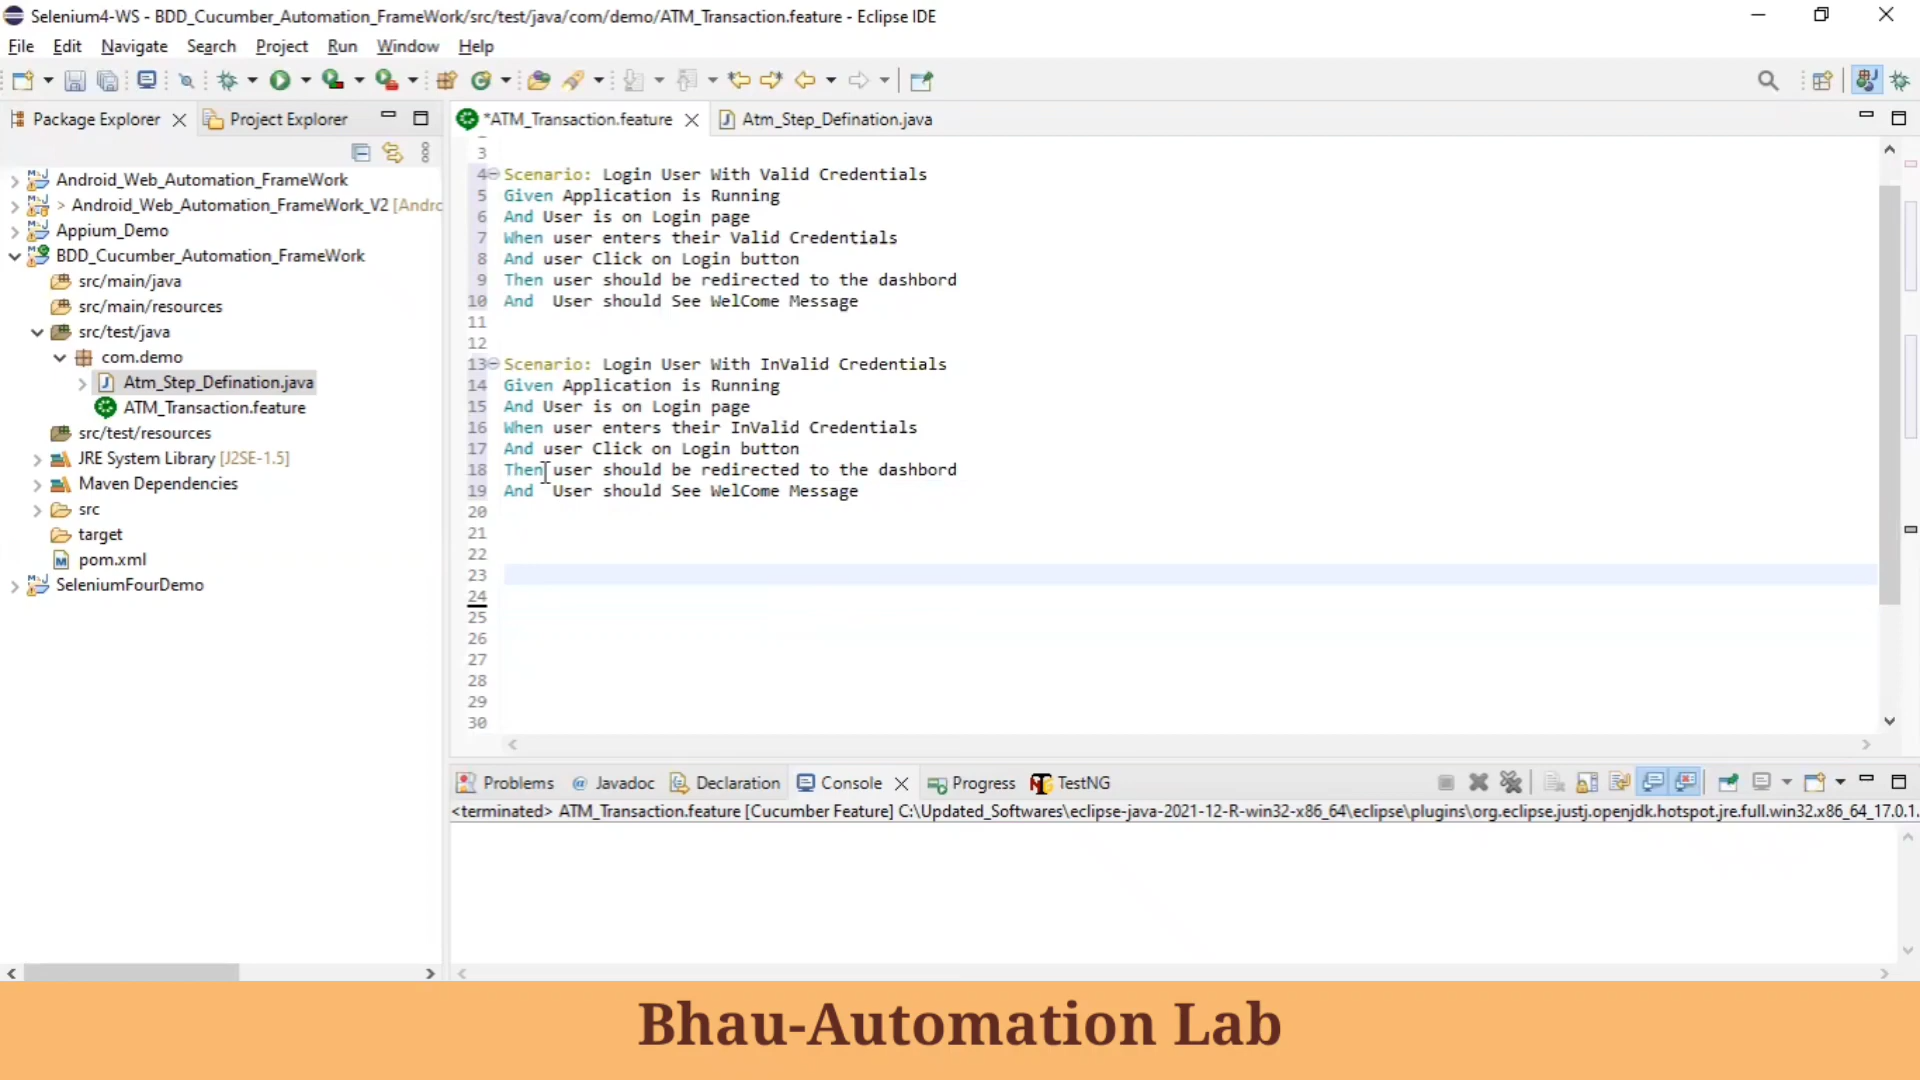 Selenium4-WS - BDD_Cucumber_Automation_FrameWork/src/test/java/com/demo/ATM_Transaction.feature - Eclipse IDE
File Edit Navigate Search Project Run Window Help
Package Explorer Project Explorer
*ATM_Transaction.feature Atm_Step_Defination.java
Android_Web_Automation_FrameWork
> Android_Web_Automation_FrameWork_V2 [Andro
Appium_Demo
BDD_Cucumber_Automation_FrameWork
src/main/java
src/main/resources
src/test/java
com.demo
Atm_Step_Defination.java
ATM_Transaction.feature
src/test/resources
JRE System Library [J2SE-1.5]
Maven Dependencies
src
target
pom.xml
SeleniumFourDemo
3
4 Scenario: Login User With Valid Credentials
5 Given Application is Running
6 And User is on Login page
7 When user enters their Valid Credentials
8 And user Click on Login button
9 Then user should be redirected to the dashbord
10 And  User should See WelCome Message
11
12
13 Scenario: Login User With InValid Credentials
14 Given Application is Running
15 And User is on Login page
16 When user enters their InValid Credentials
17 And user Click on Login button
18 Then user should be redirected to the dashbord
19 And  User should See WelCome Message
20
21
22
23
24
25
26
27
28
29
30
Problems @ Javadoc Declaration Console Progress TestNG
<terminated> ATM_Transaction.feature [Cucumber Feature] C:\Updated_Softwares\eclipse-java-2021-12-R-win32-x86_64\eclipse\plugins\org.eclipse.justj.openjdk.hotspot.jre.full.win32.x86_64_17.0.1.
Bhau-Automation Lab